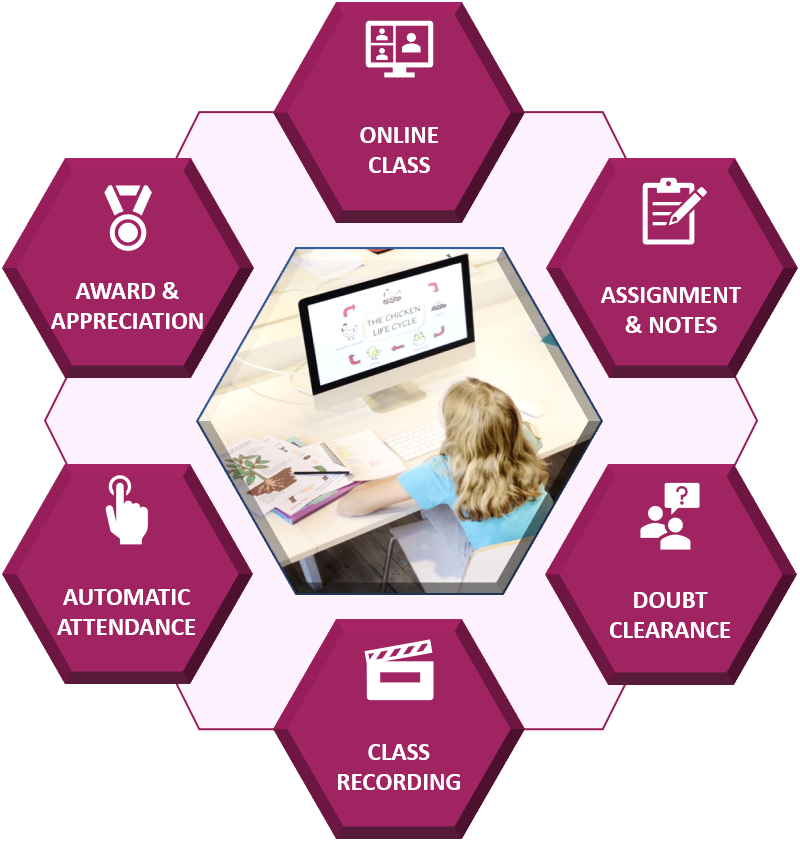 ONLINE
CLASS
AWARD &
APPRECIATION
ASSIGNMENT
& NOTES
THE CHICKEN
LIFE CYCLE
AUTOMATIC
ATTENDANCE
DOUBT
CLEARANCE
?
CLASS
RECORDING